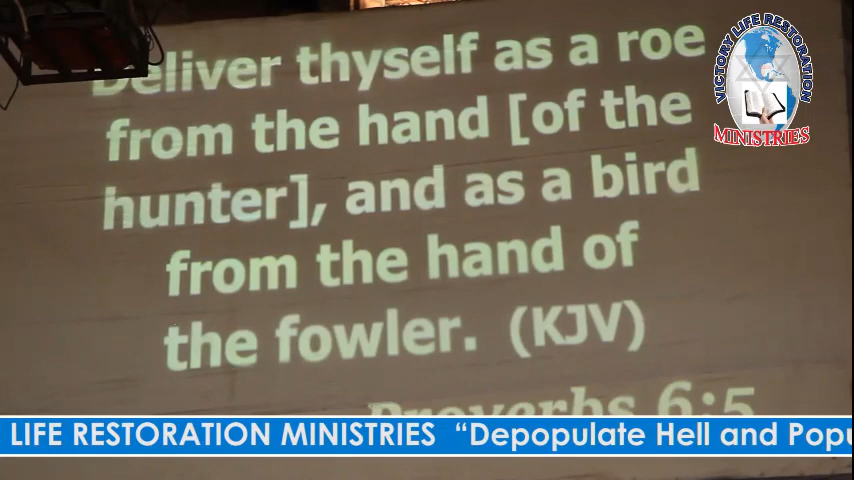 Deliver thyself as a roe
from the hand [of the
hunter], and as a bird
from the hand of
the fowler. (KJV)
Proverbs 6:5
VICTORY LIFE RESTORATION
MINISTRIES
LIFE RESTORATION MINISTRIES “Depopulate Hell and Popu